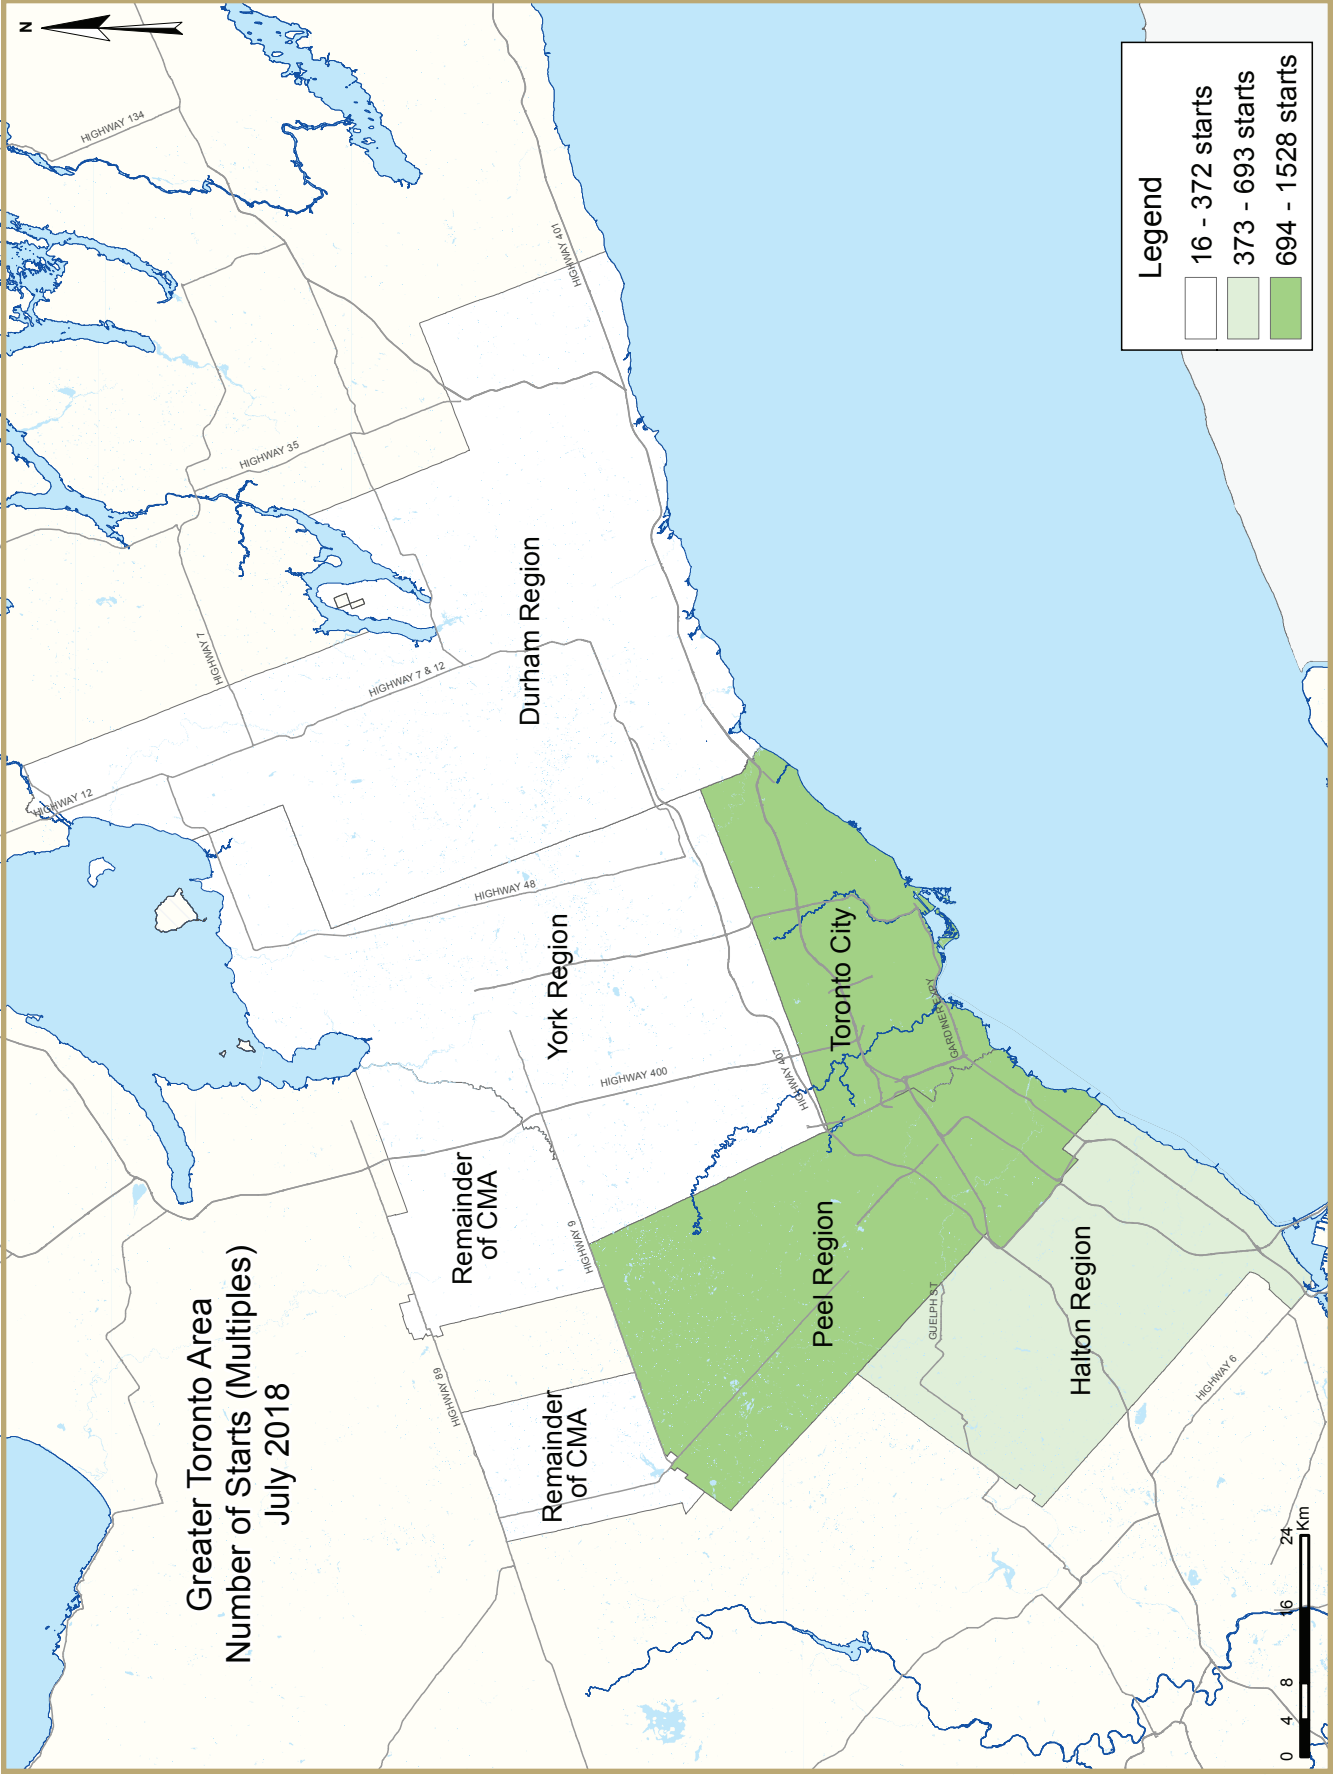 Greater Toronto Area
Number of Starts (Multiples)
July 2018
N
HIGHWAY 134
HIGHWAY 401
HIGHWAY 35
HIGHWAY 7
HIGHWAY 7 & 12
HIGHWAY 12
Durham Region
HIGHWAY 48
York Region
HIGHWAY 400
HIGHWAY 407
Toronto City
GARDINER EXPY
Remainder
of CMA
HIGHWAY 9
HIGHWAY 89
Remainder
of CMA
Peel Region
GUELPH ST
Halton Region
HIGHWAY 6
Legend
16 - 372 starts
373 - 693 starts
694 - 1528 starts
0 4 8 16 24
Km